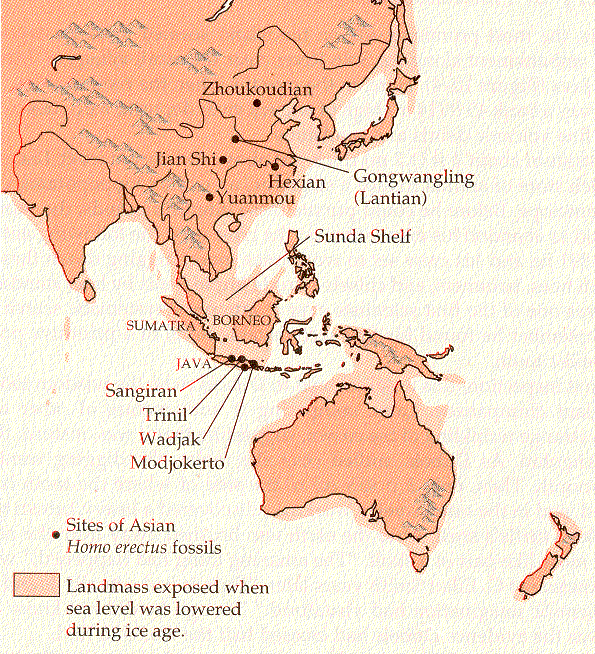 Zhoukoudian
Jian Shi
Gongwangling
(Lantian)
Hexian
Yuanmou
Sunda Shelf
SUMATRA
BORNEO
JAVA
Sangiran
Trinil
Wadjak
Modjokerto
Sites of Asian
Homo erectus fossils
Landmass exposed when
sea level was lowered
during ice age.